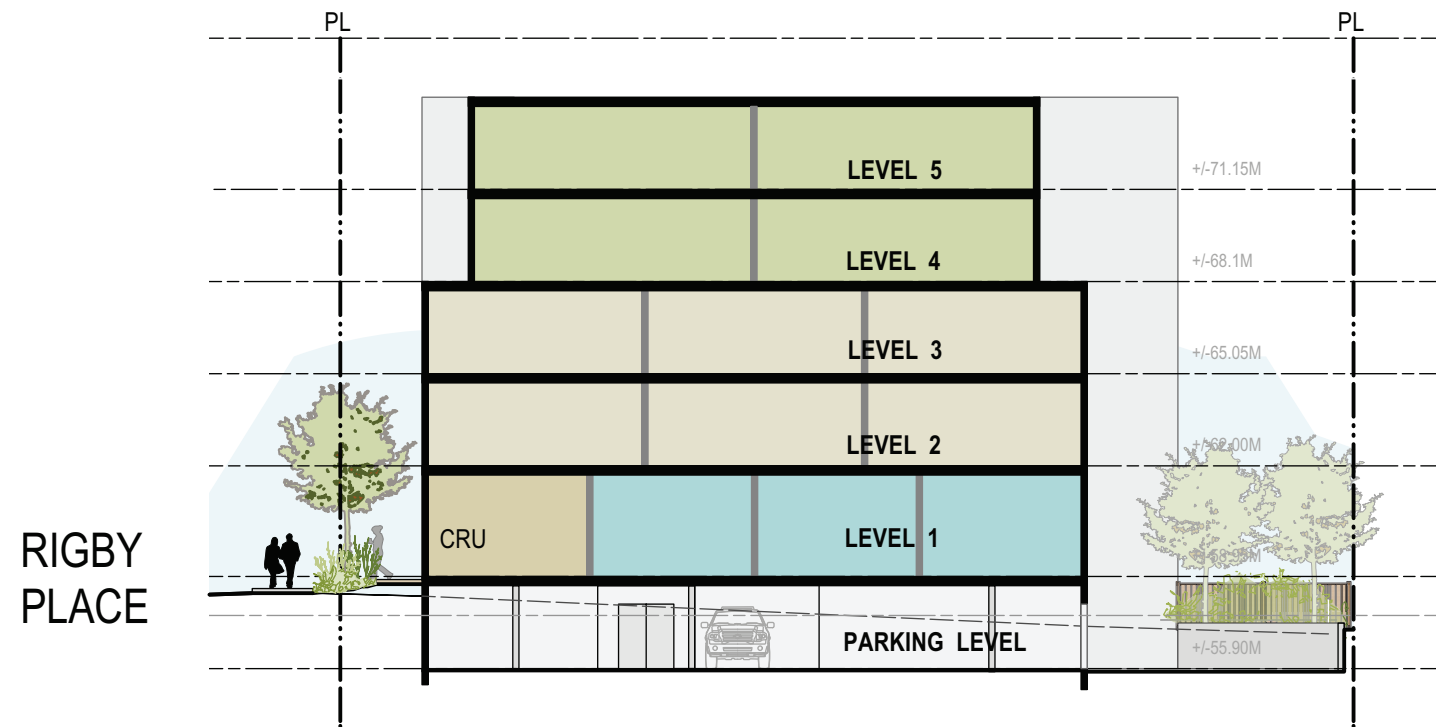 PL
PL
LEVEL 5
+/-71.15M
LEVEL 4
+/-68.1M
LEVEL 3
+/-65.05M
LEVEL 2
+/-62.00M
CRU
LEVEL 1
RIGBY
PLACE
PARKING LEVEL
+/-55.90M